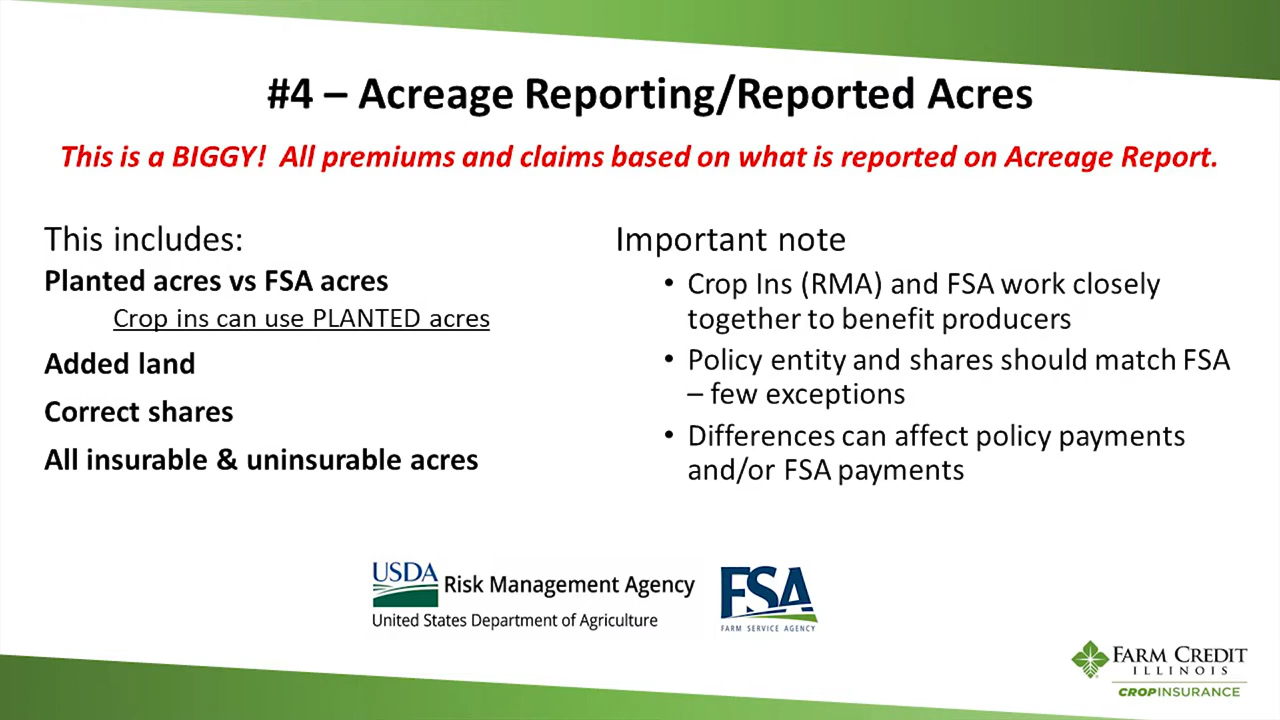 #4 – Acreage Reporting/Reported Acres
This is a BIGGY! All premiums and claims based on what is reported on Acreage Report.
This includes:
Planted acres vs FSA acres
Crop ins can use PLANTED acres
Added land
Correct shares
All insurable & uninsurable acres
Important note
• Crop Ins (RMA) and FSA work closely
together to benefit producers
• Policy entity and shares should match FSA
– few exceptions
• Differences can affect policy payments
and/or FSA payments
USDA Risk Management Agency
United States Department of Agriculture
FSA
FARM SERVICE AGENCY
FARM CREDIT
ILLINOIS
CROPINSURANCE